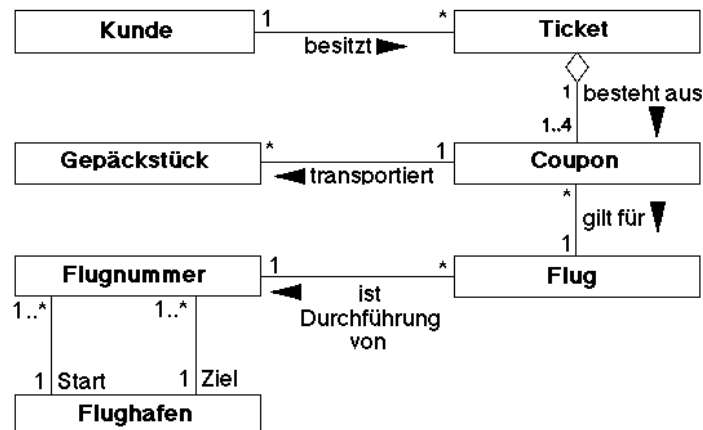 Kunde 1 besitzt * Ticket
1 besteht aus
1..4
Gepäckstück * transportiert 1 Coupon
* gilt für
1
Flugnummer 1 ist * Flug
Durchführung
von
1..* 1..*
1 Start 1 Ziel
Flughafen